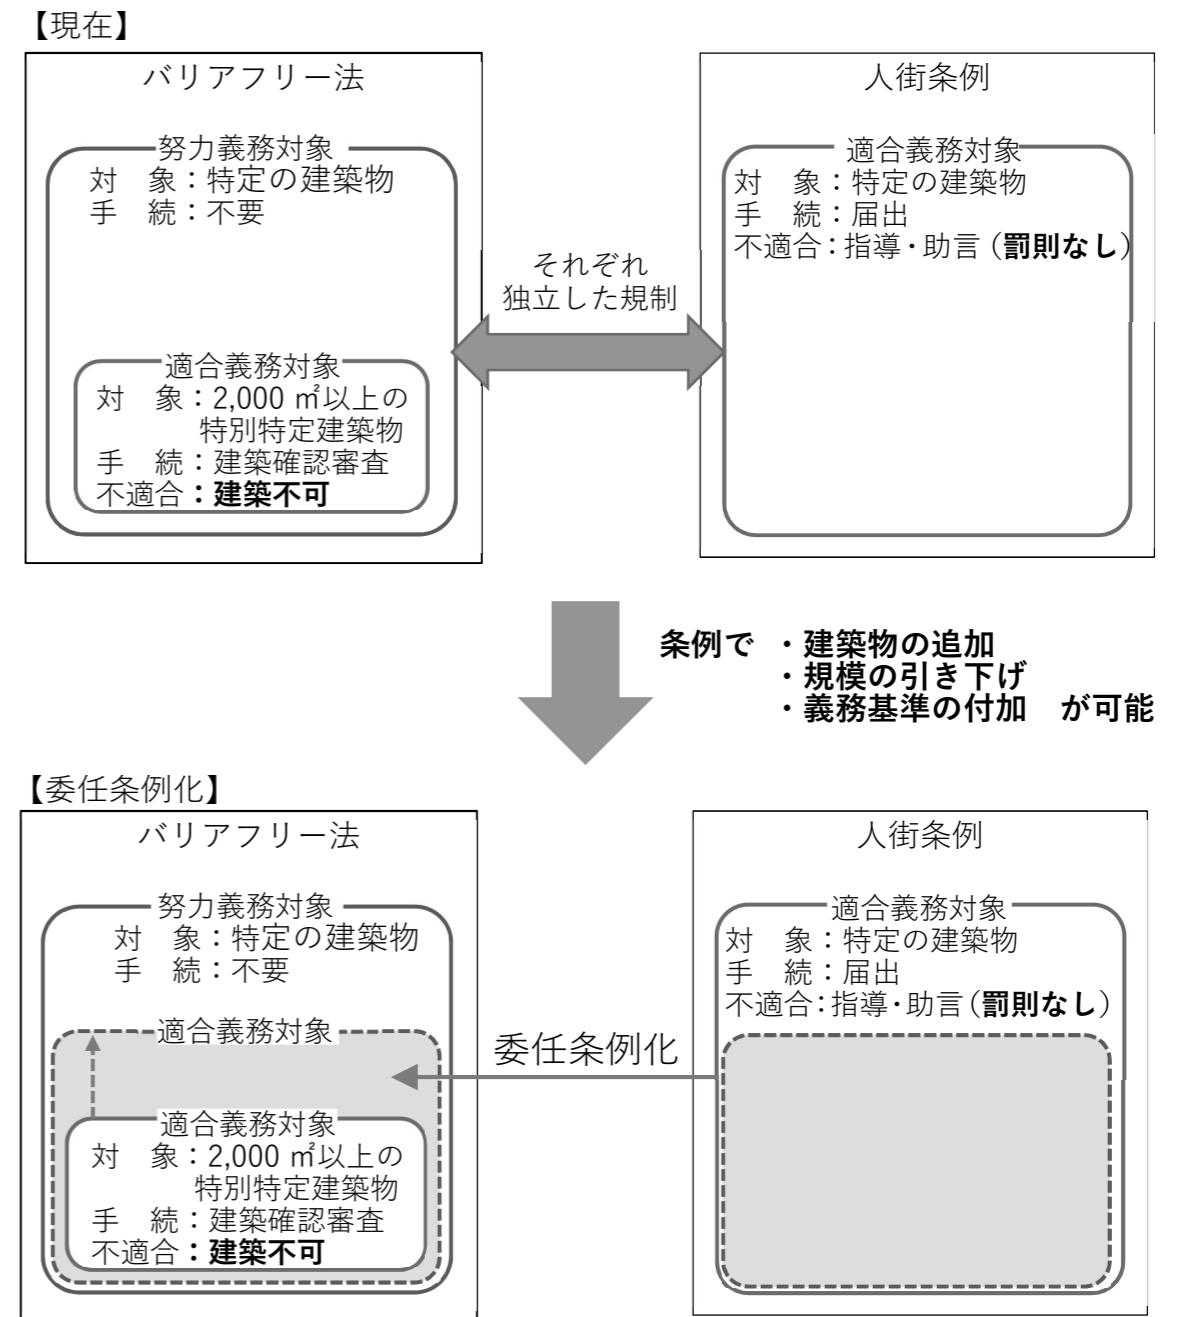 【現在】
バリアフリー法
努力義務対象
対　象：特定の建築物
手　続：不要
適合義務対象
対　象：2,000 ㎡以上の
特別特定建築物
手　続：建築確認審査
不適合：建築不可
それぞれ
独立した規制
人街条例
適合義務対象
対　象：特定の建築物
手　続：届出
不適合：指導・助言（罰則なし）
条例で ・建築物の追加
・規模の引き下げ
・義務基準の付加　が可能
【委任条例化】
バリアフリー法
努力義務対象
対　象：特定の建築物
手　続：不要
適合義務対象
適合義務対象
対　象：2,000 ㎡以上の
特別特定建築物
手　続：建築確認審査
不適合：建築不可
委任条例化
人街条例
適合義務対象
対　象：特定の建築物
手　続：届出
不適合：指導・助言（罰則なし）